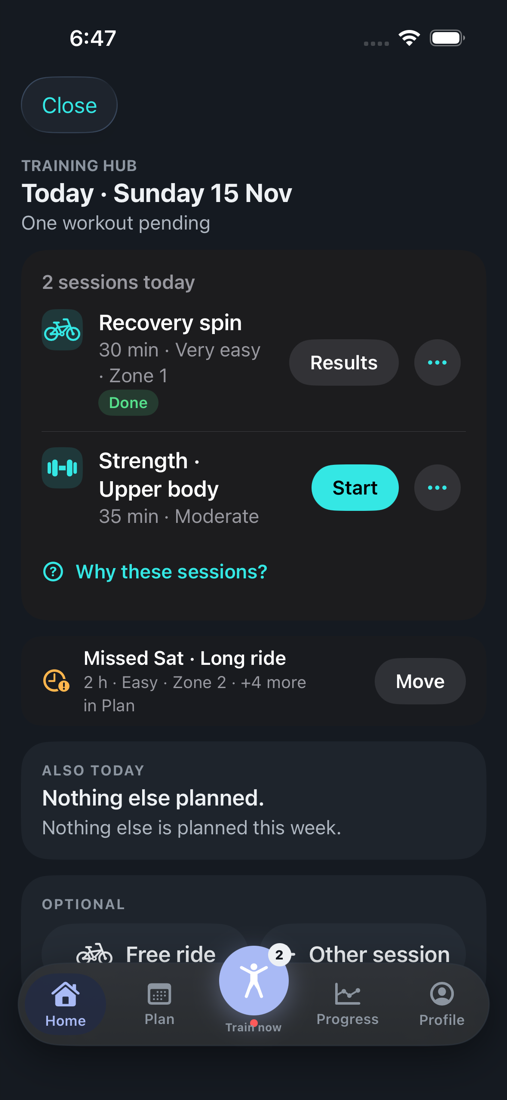 6:47
Close
TRAINING HUB
Today · Sunday 15 Nov
One workout pending
2 sessions today
Recovery spin
30 min · Very easy
· Zone 1
Done
Results
Strength ·
Upper body
35 min · Moderate
Start
? Why these sessions?
Missed Sat · Long ride
2 h · Easy · Zone 2 · +4 more
in Plan
Move
ALSO TODAY
Nothing else planned.
Nothing else is planned this week.
OPTIONAL
Free ride
Other session
2
Home
Plan
Train now
Progress
Profile